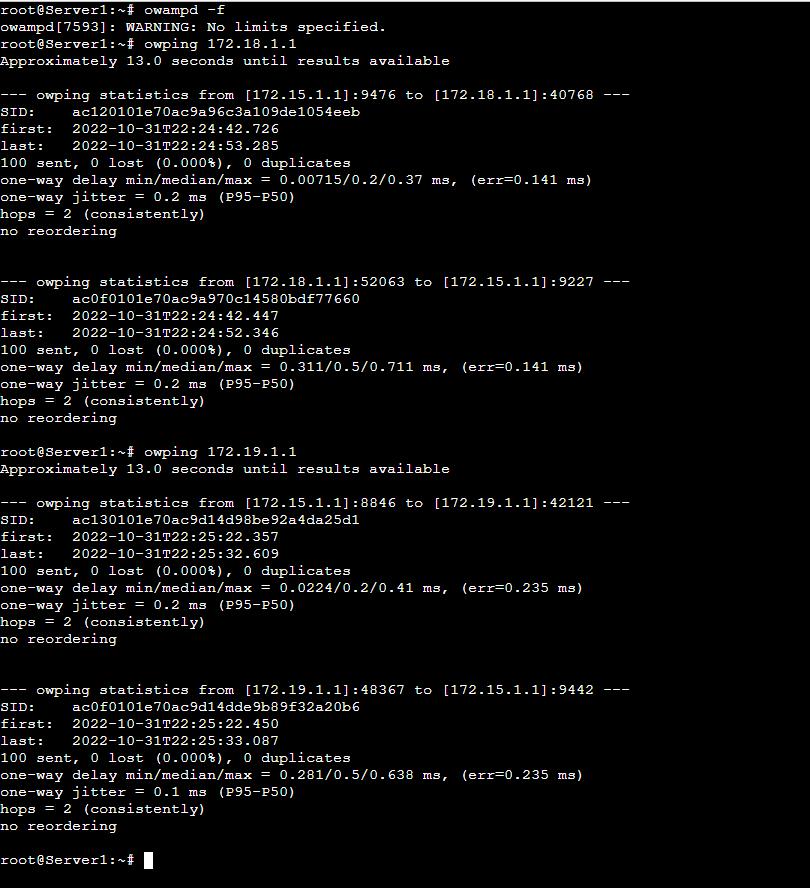 root@Server1:~# owampd -f
owampd[7593]: WARNING: No limits specified.
root@Server1:~# owping 172.18.1.1
Approximately 13.0 seconds until results available
--- owping statistics from [172.15.1.1]:9476 to [172.18.1.1]:40768 ---
SID:    ac120101e70ac9a96c3a109de1054eeb
first:  2022-10-31T22:24:42.726
last:   2022-10-31T22:24:53.285
100 sent, 0 lost (0.000%), 0 duplicates
one-way delay min/median/max = 0.00715/0.2/0.37 ms, (err=0.141 ms)
one-way jitter = 0.2 ms (P95-P50)
hops = 2 (consistently)
no reordering
--- owping statistics from [172.18.1.1]:52063 to [172.15.1.1]:9227 ---
SID:    ac0f0101e70ac9a970c14580bdf77660
first:  2022-10-31T22:24:42.447
last:   2022-10-31T22:24:52.346
100 sent, 0 lost (0.000%), 0 duplicates
one-way delay min/median/max = 0.311/0.5/0.711 ms, (err=0.141 ms)
one-way jitter = 0.2 ms (P95-P50)
hops = 2 (consistently)
no reordering
root@Server1:~# owping 172.19.1.1
Approximately 13.0 seconds until results available
--- owping statistics from [172.15.1.1]:8846 to [172.19.1.1]:42121 ---
SID:    ac130101e70ac9d14d98be92a4da25d1
first:  2022-10-31T22:25:22.357
last:   2022-10-31T22:25:32.609
100 sent, 0 lost (0.000%), 0 duplicates
one-way delay min/median/max = 0.0224/0.2/0.41 ms, (err=0.235 ms)
one-way jitter = 0.2 ms (P95-P50)
hops = 2 (consistently)
no reordering
--- owping statistics from [172.19.1.1]:48367 to [172.15.1.1]:9442 ---
SID:    ac0f0101e70ac9d14dde9b89f32a20b6
first:  2022-10-31T22:25:22.450
last:   2022-10-31T22:25:33.087
100 sent, 0 lost (0.000%), 0 duplicates
one-way delay min/median/max = 0.281/0.5/0.638 ms, (err=0.235 ms)
one-way jitter = 0.1 ms (P95-P50)
hops = 2 (consistently)
no reordering
root@Server1:~#